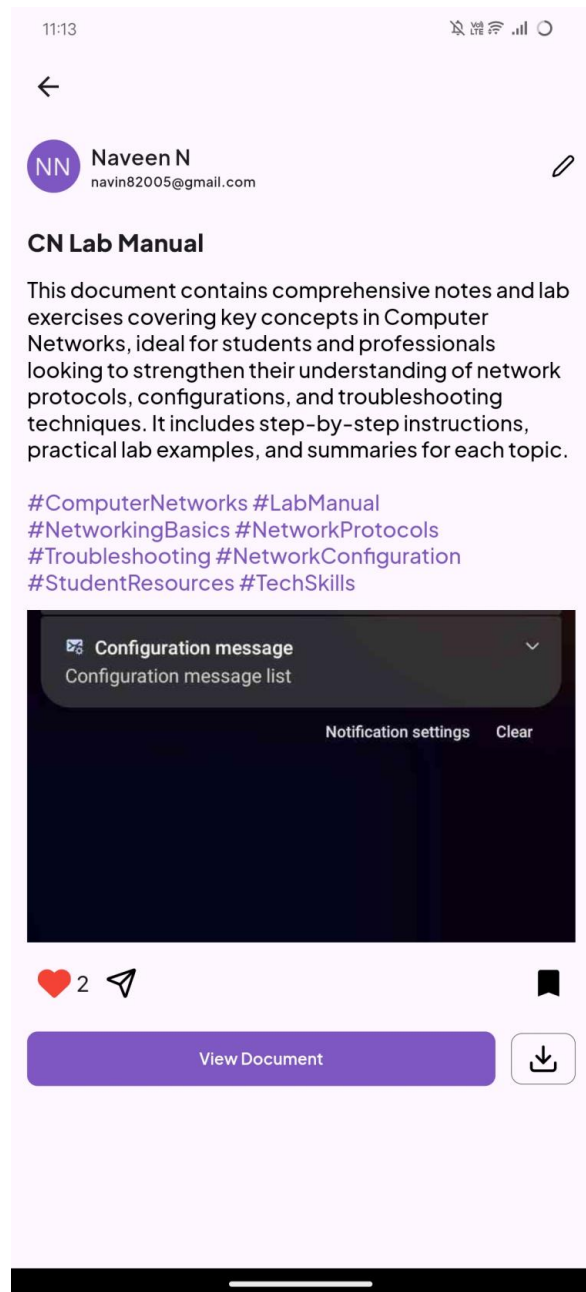 11:13
Vo) LTE
NN
Naveen N
navin82005@gmail.com
CN Lab Manual
This document contains comprehensive notes and lab
exercises covering key concepts in Computer
Networks, ideal for students and professionals
looking to strengthen their understanding of network
protocols, configurations, and troubleshooting
techniques. It includes step-by-step instructions,
practical lab examples, and summaries for each topic.
#ComputerNetworks #LabManual
#NetworkingBasics #NetworkProtocols
#Troubleshooting #NetworkConfiguration
#StudentResources #TechSkills
Configuration message
Configuration message list
Notification settings Clear
2
View Document